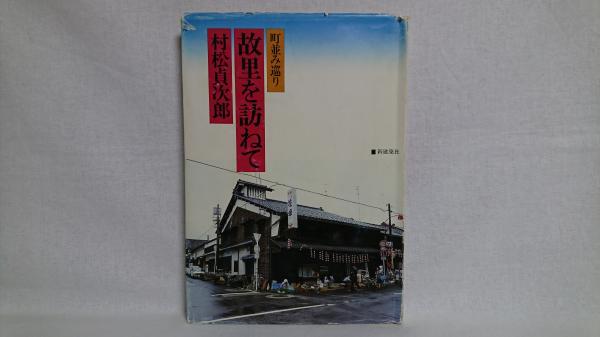 町並み巡り
故里を訪ねて
村松貞次郎
■新建築社